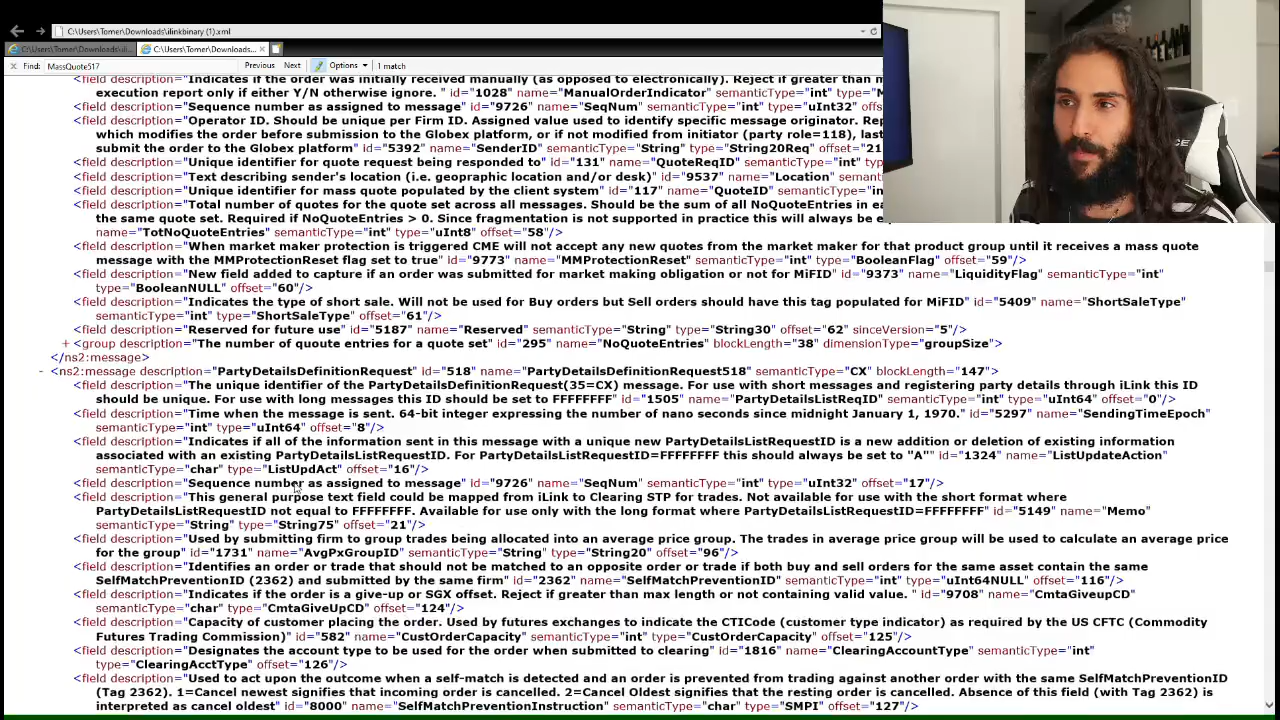 C:\Users\Tomer\Downloads\ilinkbinary (1).xml
C:\Users\Tomer\Downloads\ili... C:\Users\Tomer\Downloads...
Find: MassQuote517 Previous Next Options 1 match
<field description="Indicates if the order was initially received manually (as opposed to electronically). Reject if greater than m
execution report only if either Y/N otherwise ignore. " id="1028" name="ManualOrderIndicator" semanticType="int" type="M
<field description="Sequence number as assigned to message" id="9726" name="SeqNum" semanticType="int" type="uInt32" offs
<field description="Operator ID. Should be unique per Firm ID. Assigned value used to identify specific message originator. Rep
which modifies the order before submission to the Globex platform, or if not modified from initiator (party role=118), last
submit the order to the Globex platform" id="5392" name="SenderID" semanticType="String" type="String20Req" offset="21
<field description="Unique identifier for quote request being responded to" id="131" name="QuoteReqID" semanticType="int"
<field description="Text describing sender's location (i.e. geopraphic location and/or desk)" id="9537" name="Location" seman
<field description="Unique identifier for mass quote populated by the client system" id="117" name="QuoteID" semanticType="in
<field description="Total number of quotes for the quote set across all messages. Should be the sum of all NoQuoteEntries in ea
the same quote set. Required if NoQuoteEntries > 0. Since fragmentation is not supported in practice this will always be e
name="TotNoQuoteEntries" semanticType="int" type="uInt8" offset="58"/>
<field description="When market maker protection is triggered CME will not accept any new quotes from the market maker for that product group until it receives a mass quote
message with the MMProtectionReset flag set to true" id="9773" name="MMProtectionReset" semanticType="int" type="BooleanFlag" offset="59"/>
<field description="New field added to capture if an order was submitted for market making obligation or not for MiFID" id="9373" name="LiquidityFlag" semanticType="int"
type="BooleanNULL" offset="60"/>
<field description="Indicates the type of short sale. Will not be used for Buy orders but Sell orders should have this tag populated for MiFID" id="5409" name="ShortSaleType"
semanticType="int" type="ShortSaleType" offset="61"/>
<field description="Reserved for future use" id="5187" name="Reserved" semanticType="String" type="String30" offset="62" sinceVersion="5"/>
+ <group description="The number of quoute entries for a quote set" id="295" name="NoQuoteEntries" blockLength="38" dimensionType="groupSize">
</ns2:message>
- <ns2:message description="PartyDetailsDefinitionRequest" id="518" name="PartyDetailsDefinitionRequest518" semanticType="CX" blockLength="147">
<field description="The unique identifier of the PartyDetailsDefinitionRequest(35=CX) message. For use with short messages and registering party details through iLink this ID
should be unique. For use with long messages this ID should be set to FFFFFFFF" id="1505" name="PartyDetailsListReqID" semanticType="int" type="uInt64" offset="0"/>
<field description="Time when the message is sent. 64-bit integer expressing the number of nano seconds since midnight January 1, 1970." id="5297" name="SendingTimeEpoch"
semanticType="int" type="uInt64" offset="8"/>
<field description="Indicates if all of the information sent in this message with a unique new PartyDetailsListRequestID is a new addition or deletion of existing information
associated with an existing PartyDetailsListRequestID. For PartyDetailsListRequestID=FFFFFFFF this should always be set to "A"" id="1324" name="ListUpdateAction"
semanticType="char" type="ListUpdAct" offset="16"/>
<field description="Sequence number as assigned to message" id="9726" name="SeqNum" semanticType="int" type="uInt32" offset="17"/>
<field description="This general purpose text field could be mapped from iLink to Clearing STP for trades. Not available for use with the short format where
PartyDetailsListRequestID not equal to FFFFFFFF. Available for use only with the long format where PartyDetailsListRequestID=FFFFFFFF" id="5149" name="Memo"
semanticType="String" type="String75" offset="21"/>
<field description="Used by submitting firm to group trades being allocated into an average price group. The trades in average price group will be used to calculate an average price
for the group" id="1731" name="AvgPxGroupID" semanticType="String" type="String20" offset="96"/>
<field description="Identifies an order or trade that should not be matched to an opposite order or trade if both buy and sell orders for the same asset contain the same
SelfMatchPreventionID (2362) and submitted by the same firm" id="2362" name="SelfMatchPreventionID" semanticType="int" type="uInt64NULL" offset="116"/>
<field description="Indicates if the order is a give-up or SGX offset. Reject if greater than max length or not containing valid value. " id="9708" name="CmtaGiveupCD"
semanticType="char" type="CmtaGiveUpCD" offset="124"/>
<field description="Capacity of customer placing the order. Used by futures exchanges to indicate the CTICode (customer type indicator) as required by the US CFTC (Commodity
Futures Trading Commission)" id="582" name="CustOrderCapacity" semanticType="int" type="CustOrderCapacity" offset="125"/>
<field description="Designates the account type to be used for the order when submitted to clearing" id="1816" name="ClearingAccountType" semanticType="int"
type="ClearingAcctType" offset="126"/>
<field description="Used to act upon the outcome when a self-match is detected and an order is prevented from trading against another order with the same SelfMatchPreventionID
(Tag 2362). 1=Cancel newest signifies that incoming order is cancelled. 2=Cancel Oldest signifies that the resting order is cancelled. Absence of this field (with Tag 2362) is
interpreted as cancel oldest" id="8000" name="SelfMatchPreventionInstruction" semanticType="char" type="SMPI" offset="127"/>